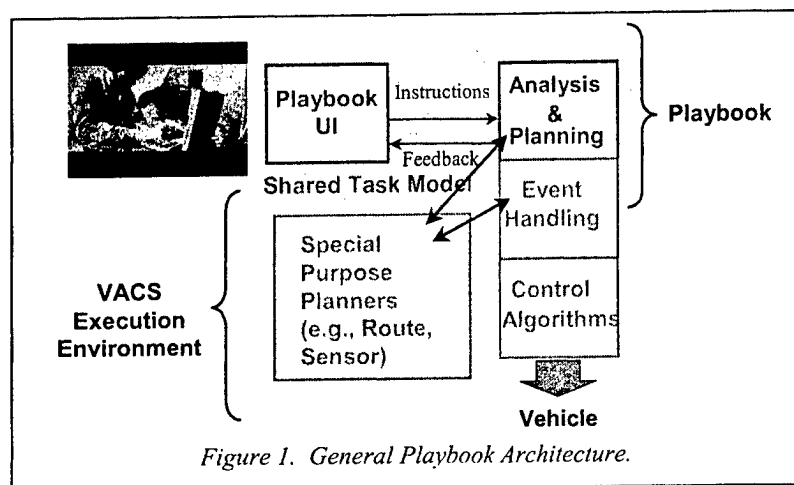 Playbook
UI
Instructions
Feedback
Analysis
&
Planning
Playbook
Shared Task Model
Event
Handling
Special
Purpose
Planners
(e.g., Route,
Sensor)
VACS
Execution
Environment
Control
Algorithms
Vehicle
Figure 1. General Playbook Architecture.